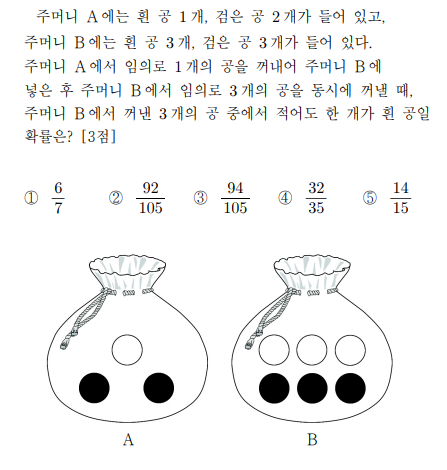 주머니 A에는 흰 공 1개, 검은 공 2개가 들어 있고,
주머니 B에는 흰 공 3개, 검은 공 3개가 들어 있다.
주머니 A에서 임의로 1개의 공을 꺼내어 주머니 B에
넣은 후 주머니 B에서 임의로 3개의 공을 동시에 꺼낼 때,
주머니 B에서 꺼낸 3개의 공 중에서 적어도 한 개가 흰 공일
확률은? [3점]
① 6/7 ② 92/105 ③ 94/105 ④ 32/35 ⑤ 14/15
A B